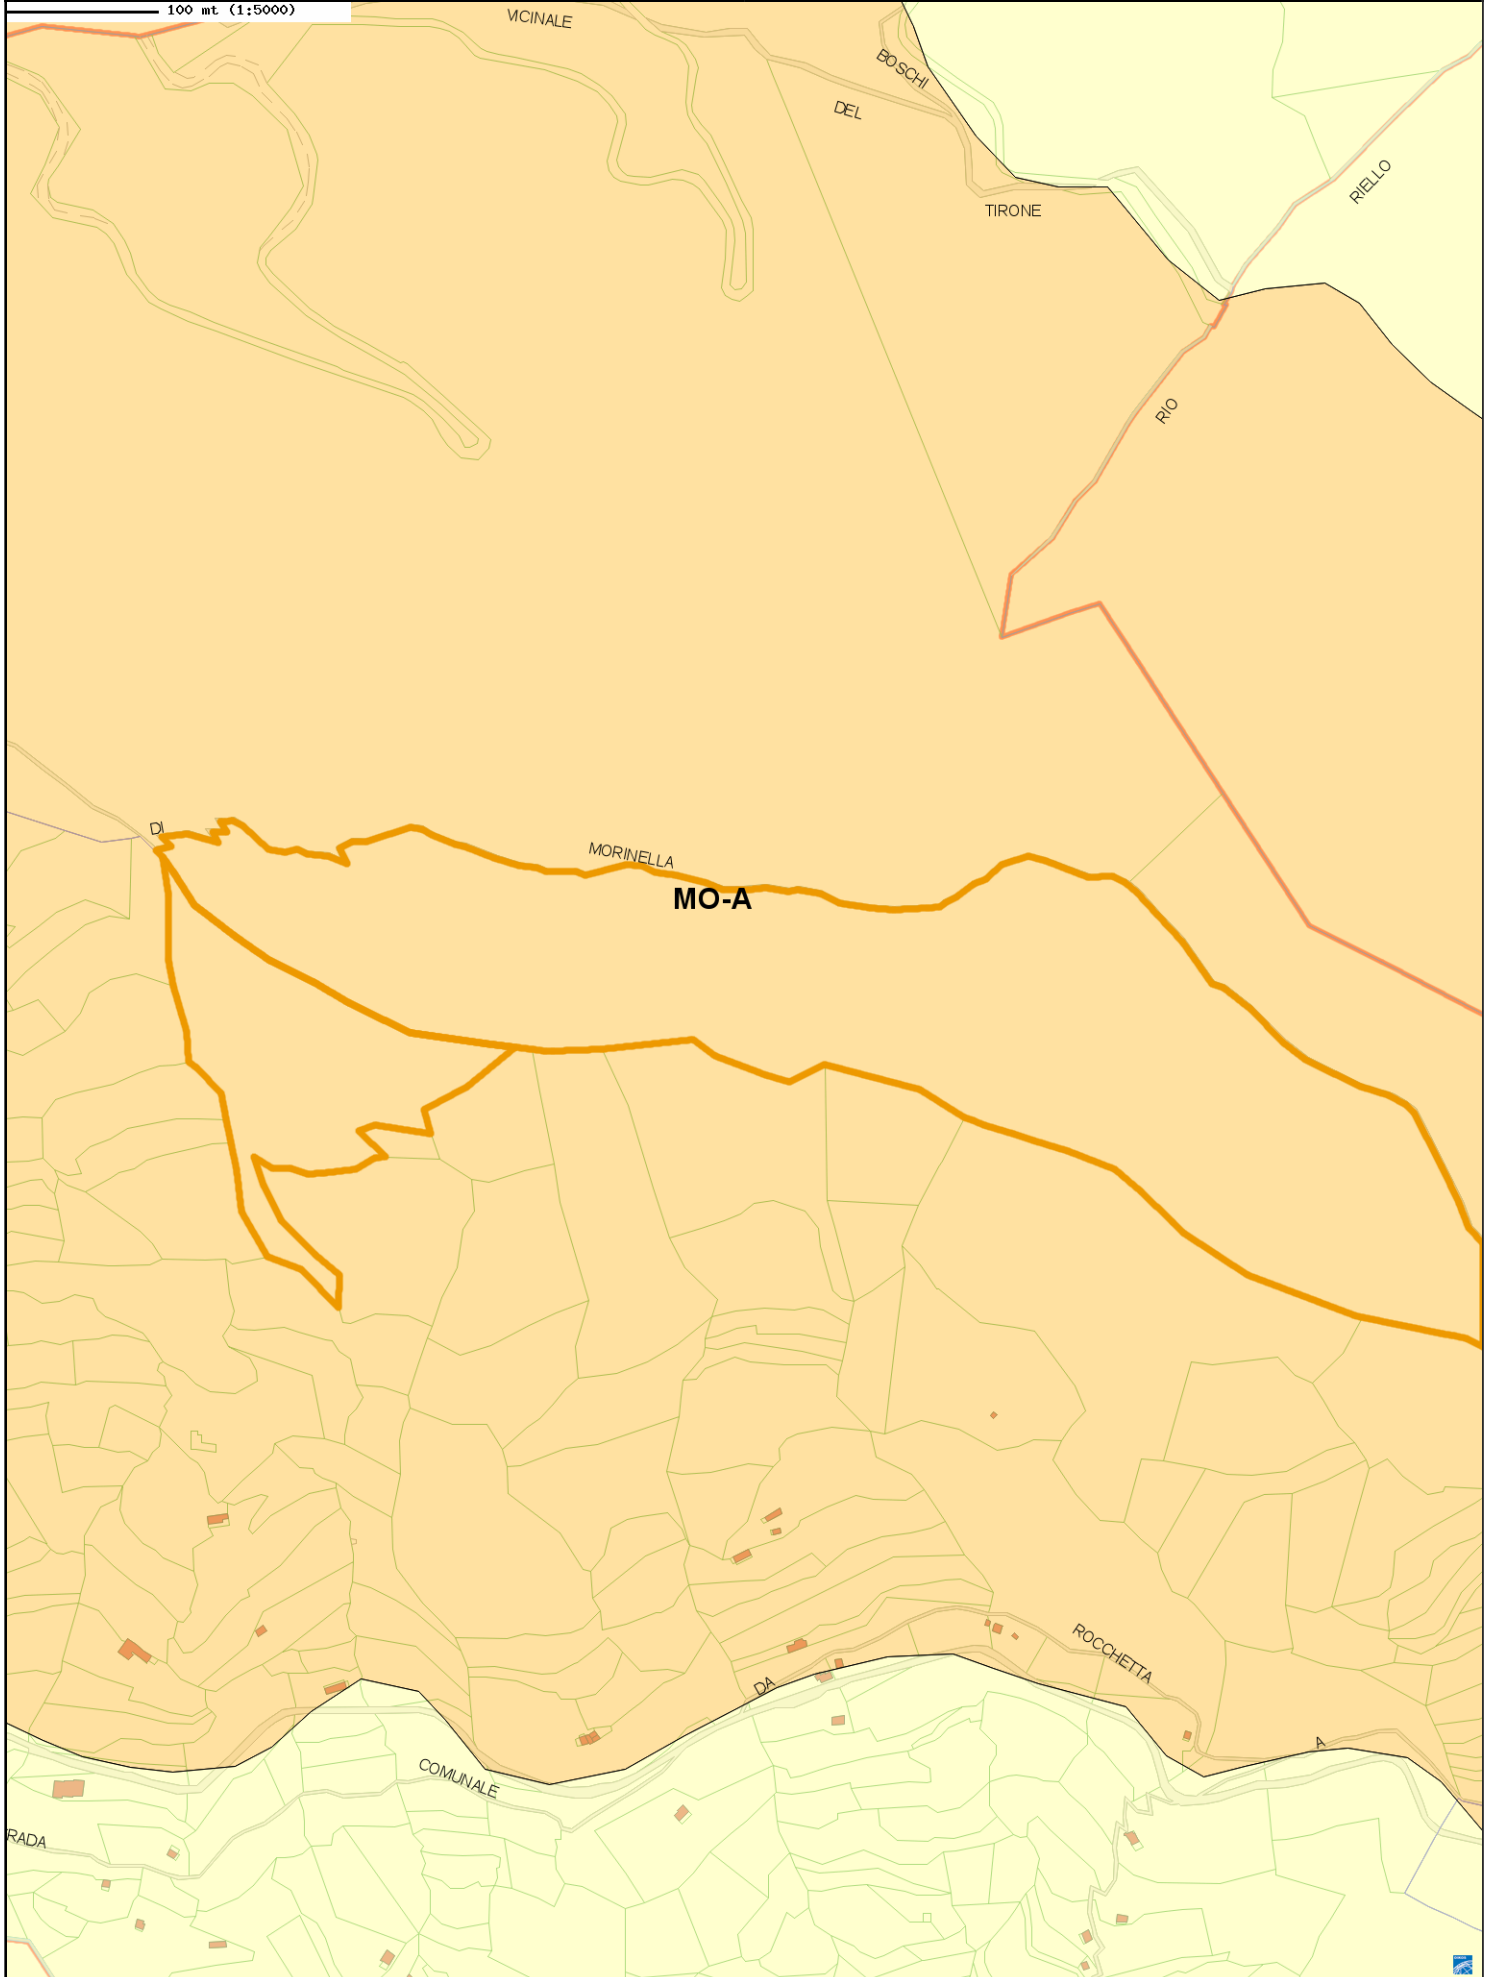 100 mt (1:5000)
VICINALE
BOSCHI
DEL
RIELLO
TIRONE
RIO
DI
MORINELLA
MO-A
ROCCHETTA
DA
A
COMUNALE
RADA